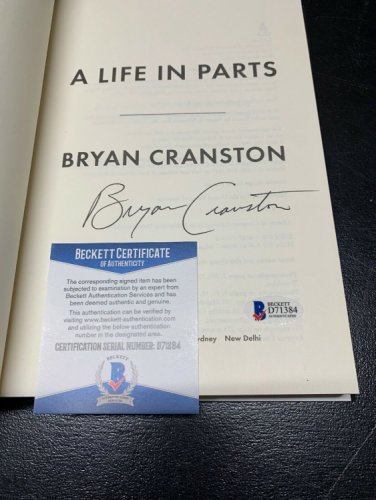 A LIFE IN PARTS
BRYAN CRANSTON
Bryan Cranston
BECKETT CERTIFICATE
OF AUTHENTICITY
The corresponding signed item has been
subjected to examination by an expert from
Beckett Authentication Services and has
been deemed authentic and genuine.
This authentication can be verified by
visiting www.beckett-authentication.com
and utilizing the below authentication
number in the designated area.
CERTIFICATION SERIAL NUMBER: D71384
BECKETT
B
BECKETT
D71384
B
ydney New Delhi